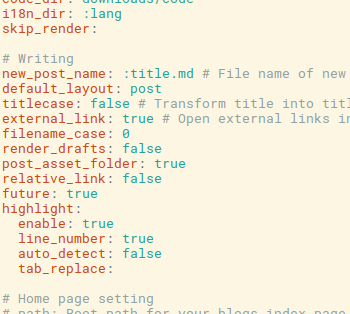 code_dir: downloads/code
i18n_dir: :lang
skip_render:

# Writing
new_post_name: :title.md # File name of new
default_layout: post
titlecase: false # Transform title into titl
external_link: true # Open external links in
filename_case: 0
render_drafts: false
post_asset_folder: true
relative_link: false
future: true
highlight:
  enable: true
  line_number: true
  auto_detect: false
  tab_replace:

# Home page setting
# path: Root path for your blogs index page